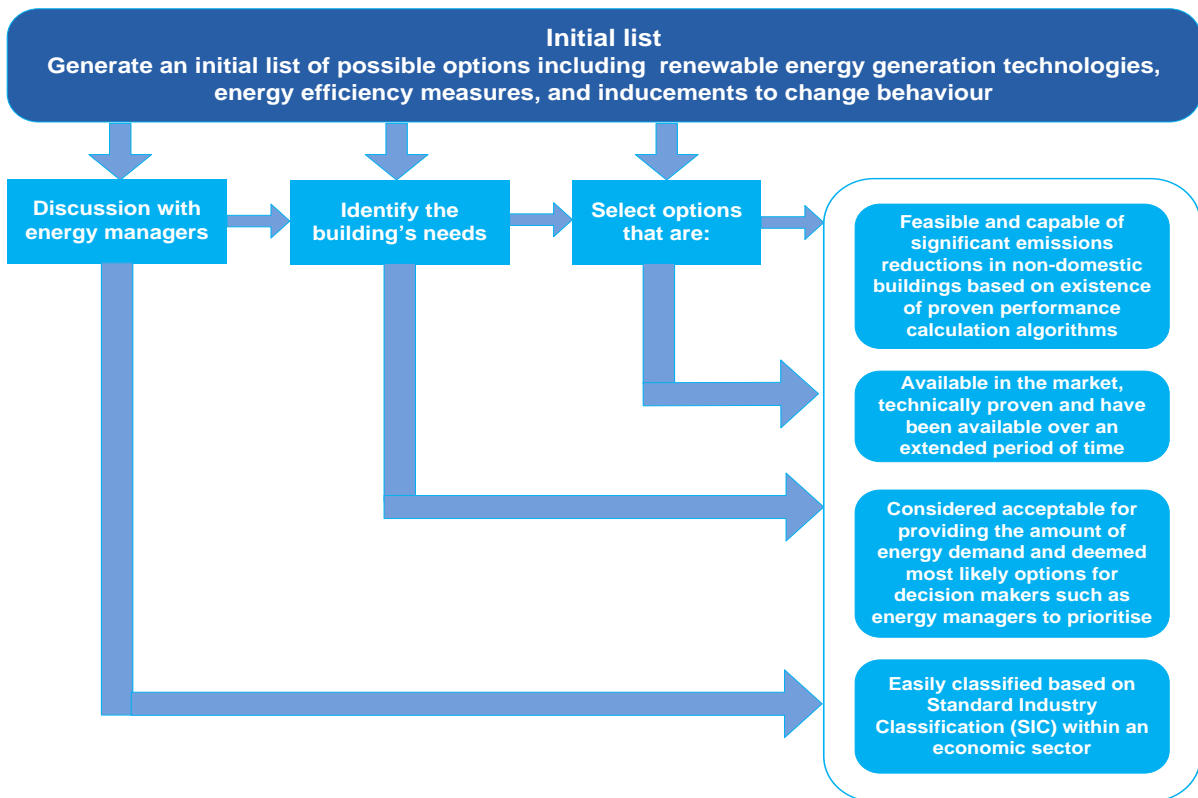 Initial list
Generate an initial list of possible options including renewable energy generation technologies,
energy efficiency measures, and inducements to change behaviour
Discussion with
energy managers
Identify the
building's needs
Select options
that are:
Feasible and capable of
significant emissions
reductions in non-domestic
buildings based on existence
of proven performance
calculation algorithms
Available in the market,
technically proven and have
been available over an
extended period of time
Considered acceptable for
providing the amount of
energy demand and deemed
most likely options for
decision makers such as
energy managers to prioritise
Easily classified based on
Standard Industry
Classification (SIC) within an
economic sector